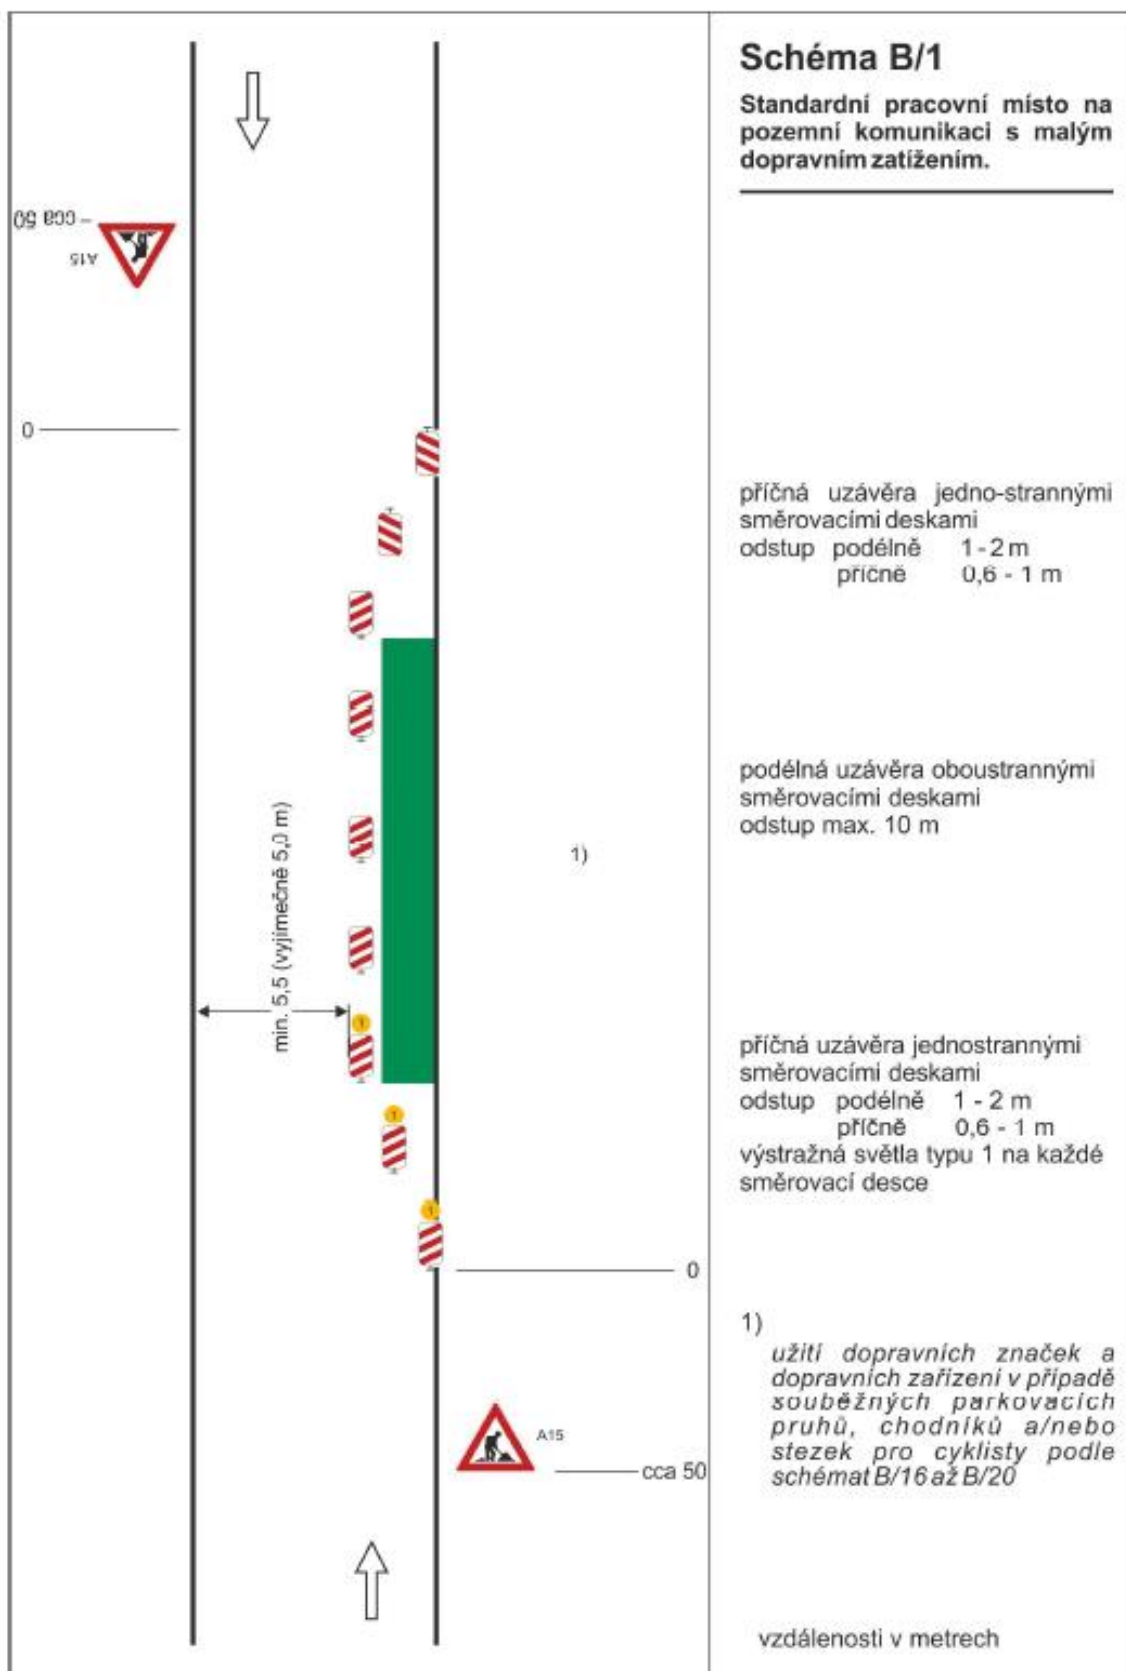 Schéma B/1
Standardní pracovní místo na
pozemní komunikaci s malým
dopravním zatížením.
cca 50
A15
0
příčná uzávěra jedno-strannými
směrovacími deskami
odstup podélně 1 - 2 m
příčně 0,6 - 1 m
podélná uzávěra oboustrannými
směrovacími deskami
odstup max. 10 m
min. 5,5 (vyjímečně 5,0 m)
1)
1
příčná uzávěra jednostrannými
směrovacími deskami
odstup podélně 1 - 2 m
příčně 0,6 - 1 m
výstražná světla typu 1 na každé
směrovací desce
1
1
0
A15
cca 50
1)
užití dopravních značek a
dopravních zařízení v případě
souběžných parkovacích
pruhů, chodníků a/nebo
stezek pro cyklisty podle
schémat B/16 až B/20
vzdálenosti v metrech